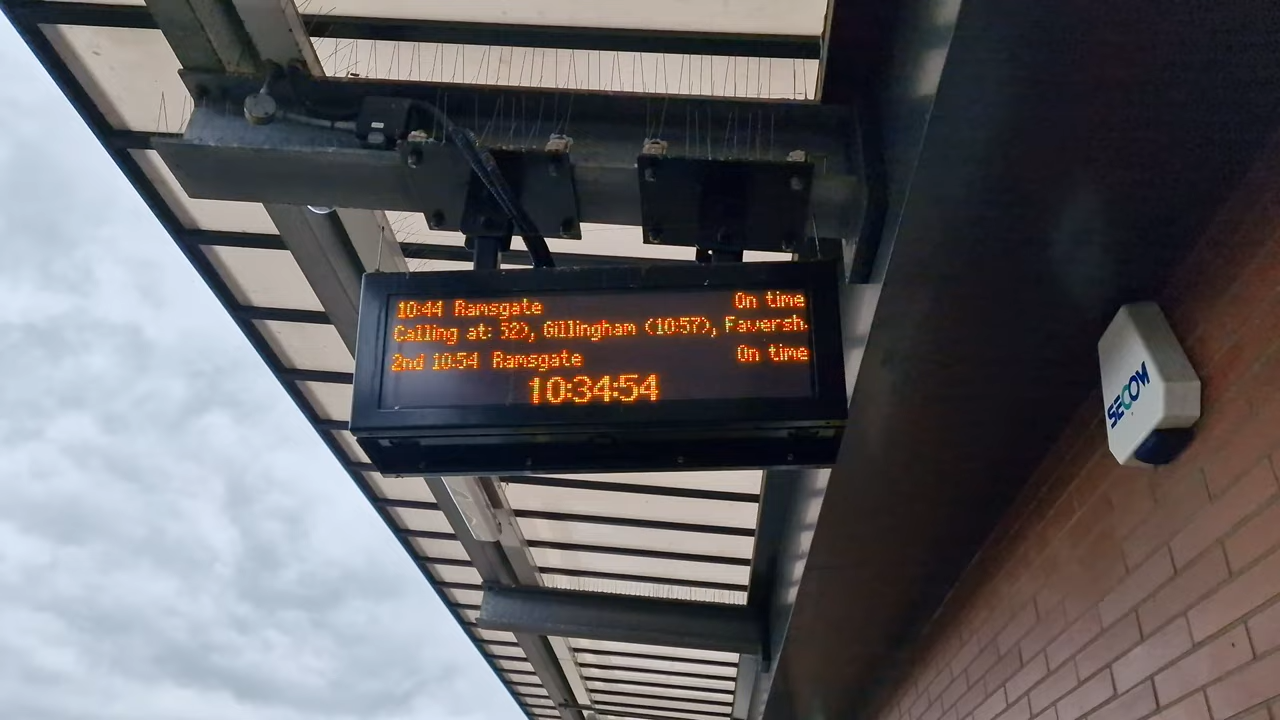 10:44 Ramsgate On time
Calling at: 52), Gillingham (10:57), Faversh
2nd 10:54 Ramsgate On time
10:34:54
SECOM